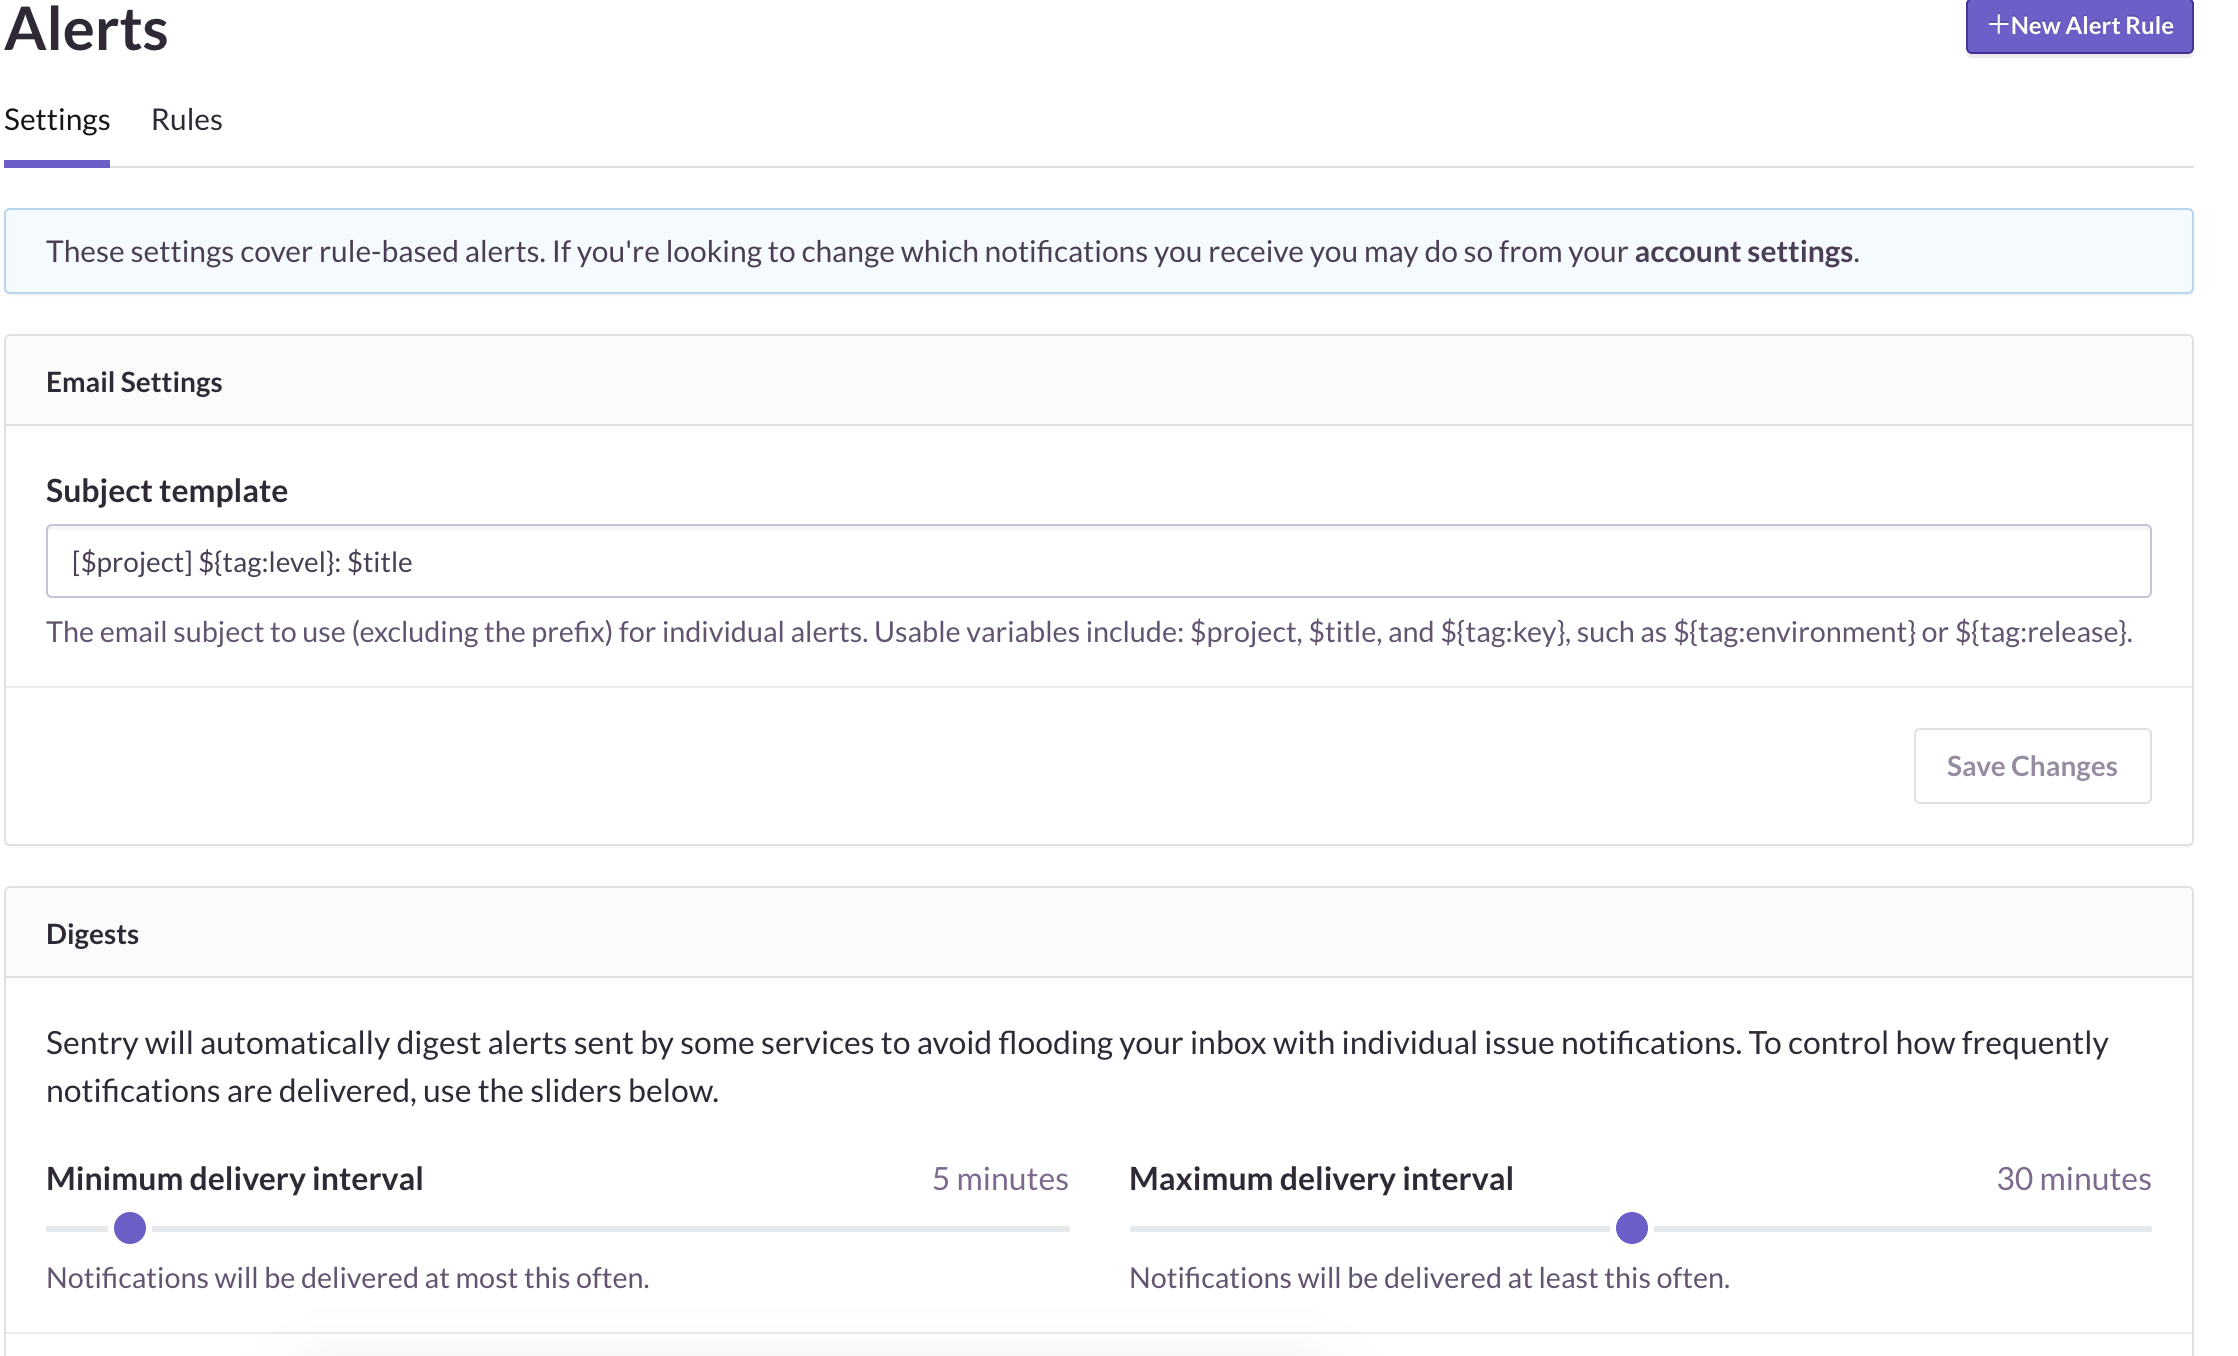 Alerts
+New Alert Rule
Settings Rules
These settings cover rule-based alerts. If you're looking to change which notifications you receive you may do so from your account settings.
Email Settings
Subject template
[$project] ${tag:level}: $title
The email subject to use (excluding the prefix) for individual alerts. Usable variables include: $project, $title, and ${tag:key}, such as ${tag:environment} or ${tag:release}.
Save Changes
Digests
Sentry will automatically digest alerts sent by some services to avoid flooding your inbox with individual issue notifications. To control how frequently
notifications are delivered, use the sliders below.
Minimum delivery interval 5 minutes
Notifications will be delivered at most this often.
Maximum delivery interval 30 minutes
Notifications will be delivered at least this often.